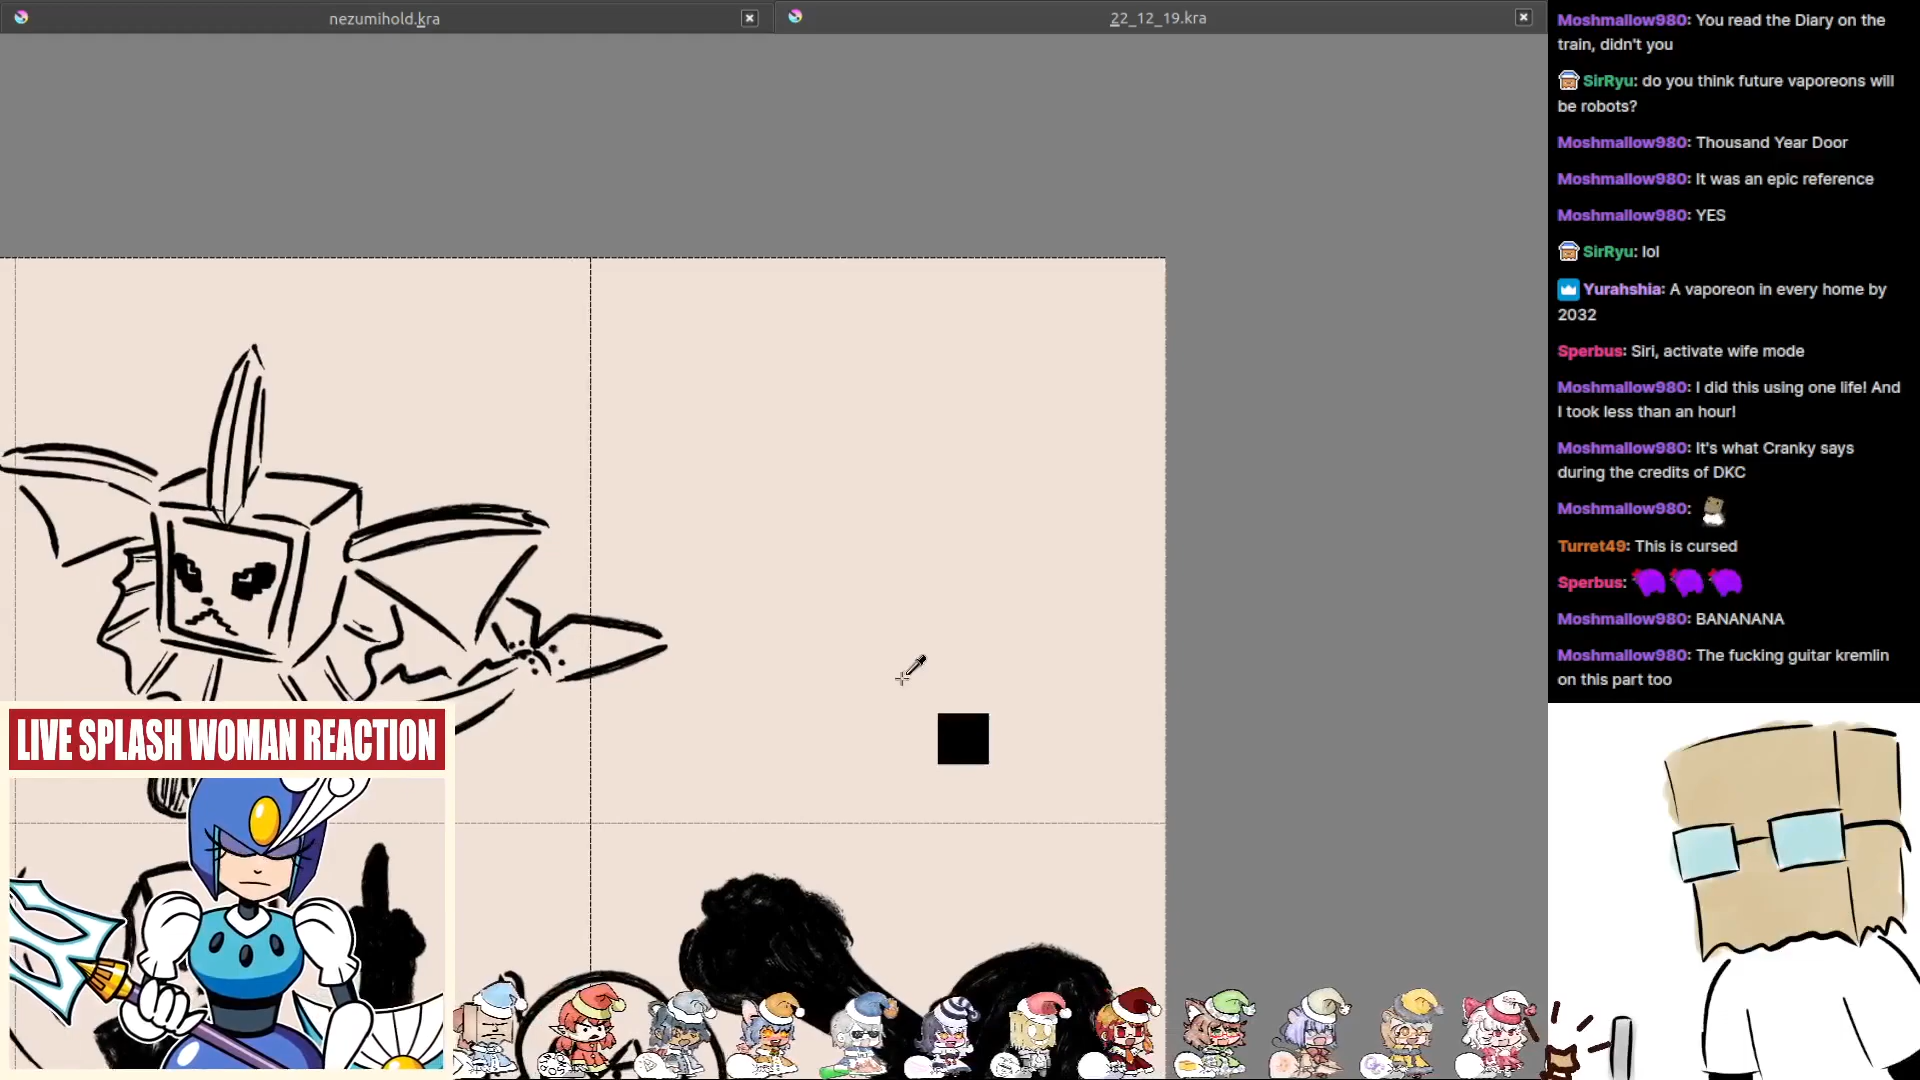 nezumihold.kra
22_12_19.kra
Moshmallow980: You read the Diary on the
train, didn't you
SirRyu: do you think future vaporeons will
be robots?
Moshmallow980: Thousand Year Door
Moshmallow980: It was an epic reference
Moshmallow980: YES
SirRyu: lol
Yurahshia: A vaporeon in every home by
2032
Sperbus: Siri, activate wife mode
Moshmallow980: I did this using one life! And
I took less than an hour!
Moshmallow980: It's what Cranky says
during the credits of DKC
Moshmallow980:
Turret49: This is cursed
Sperbus:
Moshmallow980: BANANANA
Moshmallow980: The fucking guitar kremlin
on this part too
LIVE SPLASH WOMAN REACTION